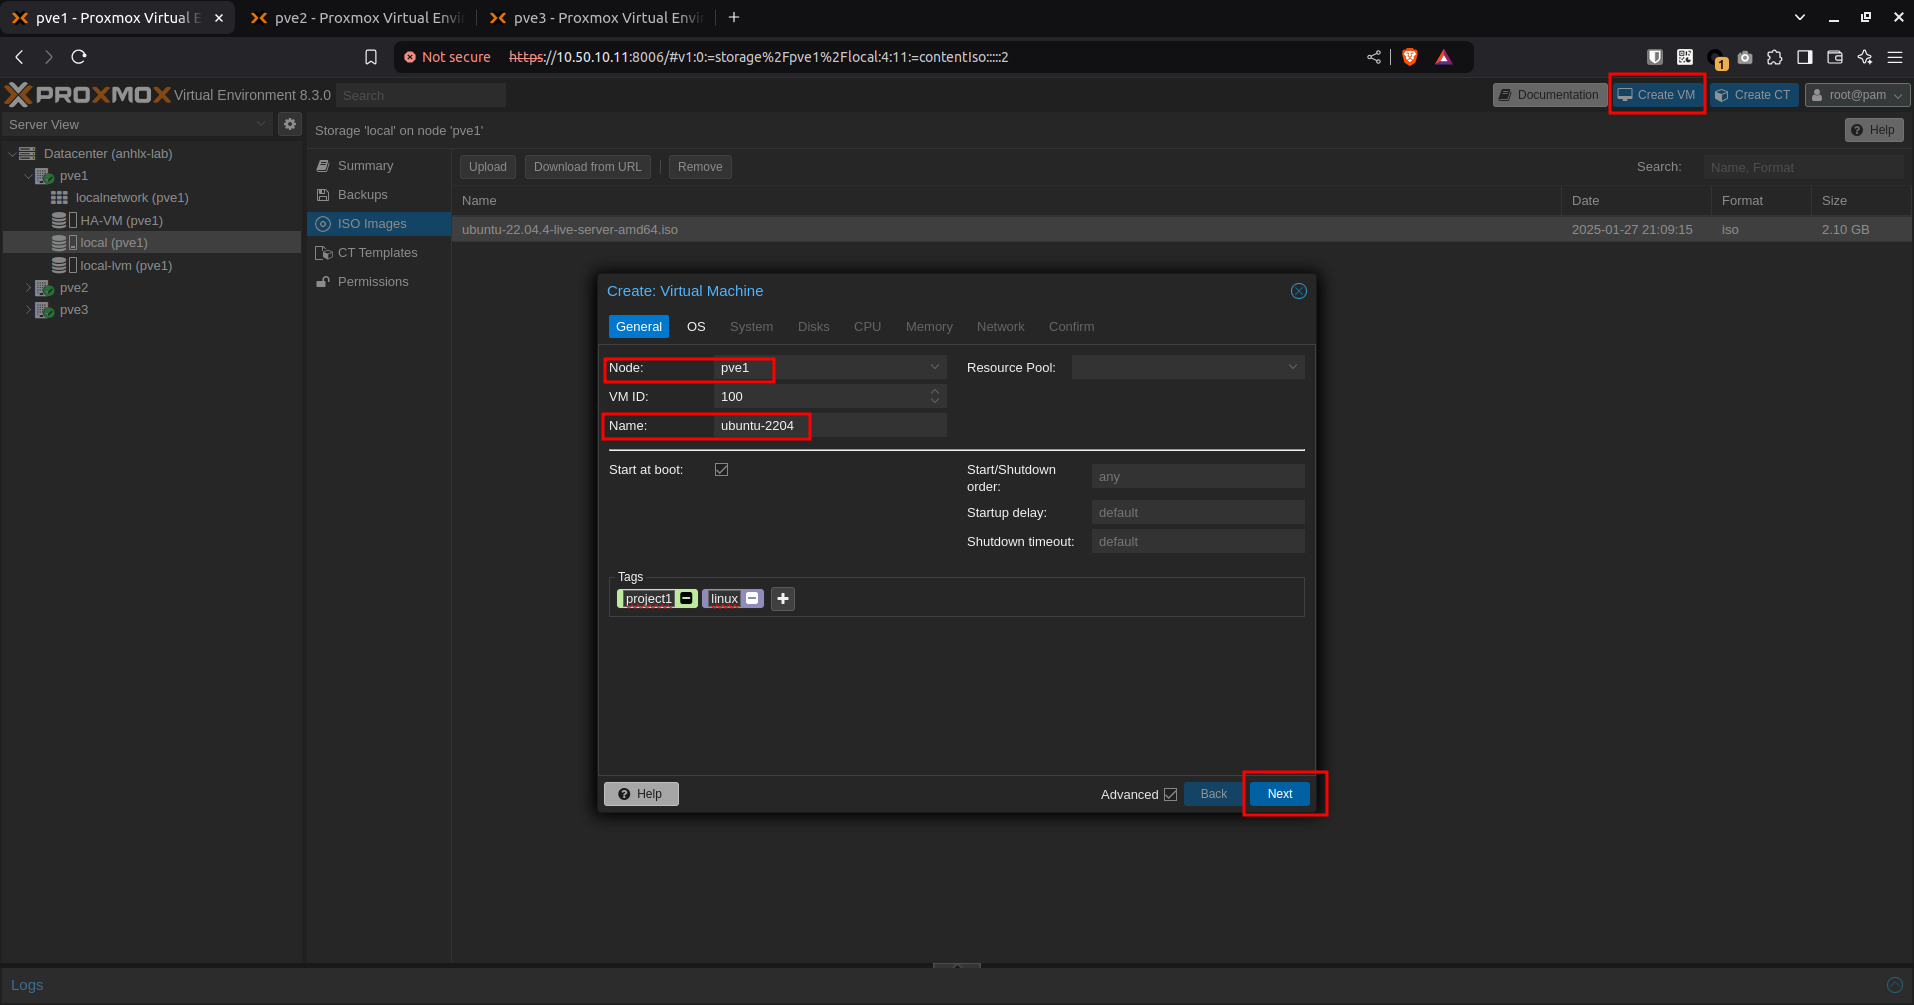 pve1 - Proxmox Virtual E
pve2 - Proxmox Virtual Envi
pve3 - Proxmox Virtual Envi
Not secure https://10.50.10.11:8006/#v1:0:=storage%2Fpve1%2Flocal:4:11:=contentIso:::::2
1
PROXMOX Virtual Environment 8.3.0 Search
Documentation Create VM Create CT root@pam
Server View
Storage 'local' on node 'pve1'
Help
Datacenter (anhlx-lab)
pve1
localnetwork (pve1)
HA-VM (pve1)
local (pve1)
local-lvm (pve1)
pve2
pve3
Summary
Backups
ISO Images
CT Templates
Permissions
Upload Download from URL Remove Search: Name, Format
Name Date Format Size
ubuntu-22.04.4-live-server-amd64.iso 2025-01-27 21:09:15 iso 2.10 GB
Create: Virtual Machine
General OS System Disks CPU Memory Network Confirm
Node: pve1 Resource Pool:
VM ID: 100
Name: ubuntu-2204
Start at boot: Start/Shutdown order: any
Startup delay: default
Shutdown timeout: default
Tags
project1 linux
Help Advanced Back Next
Logs